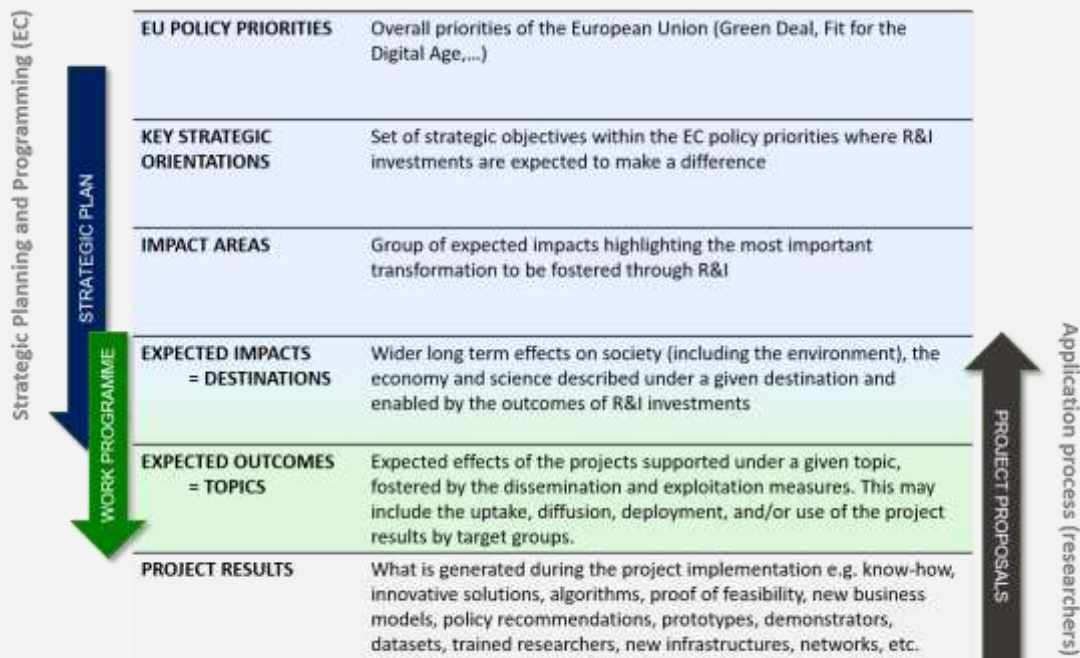 Strategic Planning and Programming (EC)
STRATEGIC PLAN
WORK PROGRAMME
EU POLICY PRIORITIES
Overall priorities of the European Union (Green Deal, Fit for the
Digital Age,...)
KEY STRATEGIC
ORIENTATIONS
Set of strategic objectives within the EC policy priorities where R&I
investments are expected to make a difference
IMPACT AREAS
Group of expected impacts highlighting the most important
transformation to be fostered through R&I
EXPECTED IMPACTS
= DESTINATIONS
Wider long term effects on society (including the environment), the
economy and science described under a given destination and
enabled by the outcomes of R&I investments
EXPECTED OUTCOMES
= TOPICS
Expected effects of the projects supported under a given topic,
fostered by the dissemination and exploitation measures. This may
include the uptake, diffusion, deployment, and/or use of the project
results by target groups.
PROJECT RESULTS
What is generated during the project implementation e.g. know-how,
innovative solutions, algorithms, proof of feasibility, new business
models, policy recommendations, prototypes, demonstrators,
datasets, trained researchers, new infrastructures, networks, etc.
PROJECT PROPOSALS
Application process (researchers)